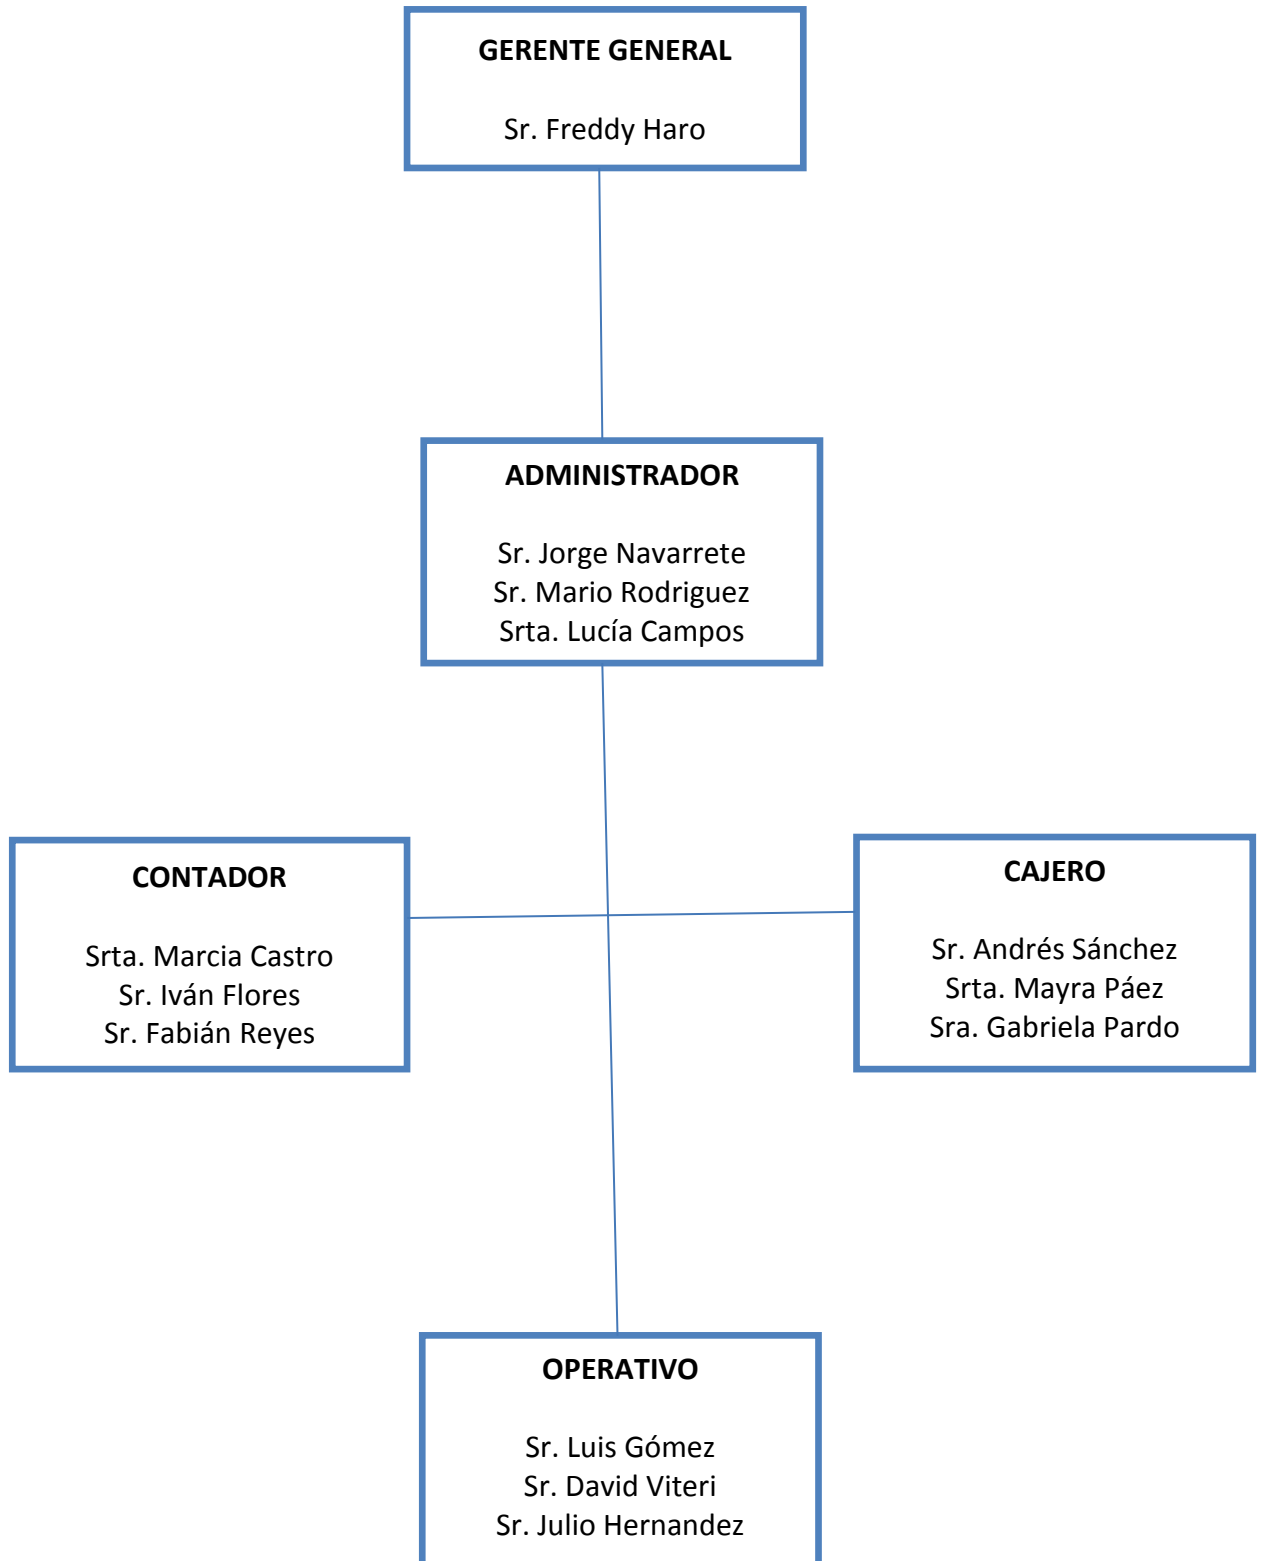 GERENTE GENERAL
Sr. Freddy Haro
ADMINISTRADOR
Sr. Jorge Navarrete
Sr. Mario Rodriguez
Srta. Lucía Campos
CONTADOR
Srta. Marcia Castro
Sr. Iván Flores
Sr. Fabián Reyes
CAJERO
Sr. Andrés Sánchez
Srta. Mayra Páez
Sra. Gabriela Pardo
OPERATIVO
Sr. Luis Gómez
Sr. David Viteri
Sr. Julio Hernandez